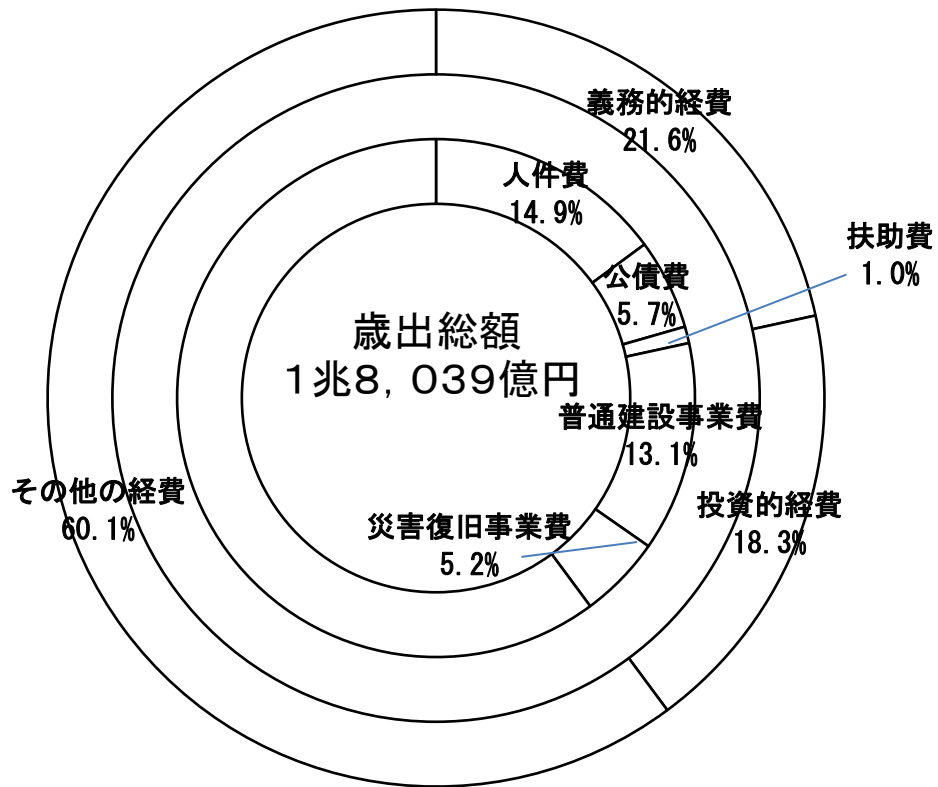 義務的経費
21.6%
人件費
14.9%
扶助費
1.0%
公債費
5.7%
歳出総額
1兆8,039億円
普通建設事業費
13.1%
その他の経費
60.1%
投資的経費
18.3%
災害復旧事業費
5.2%